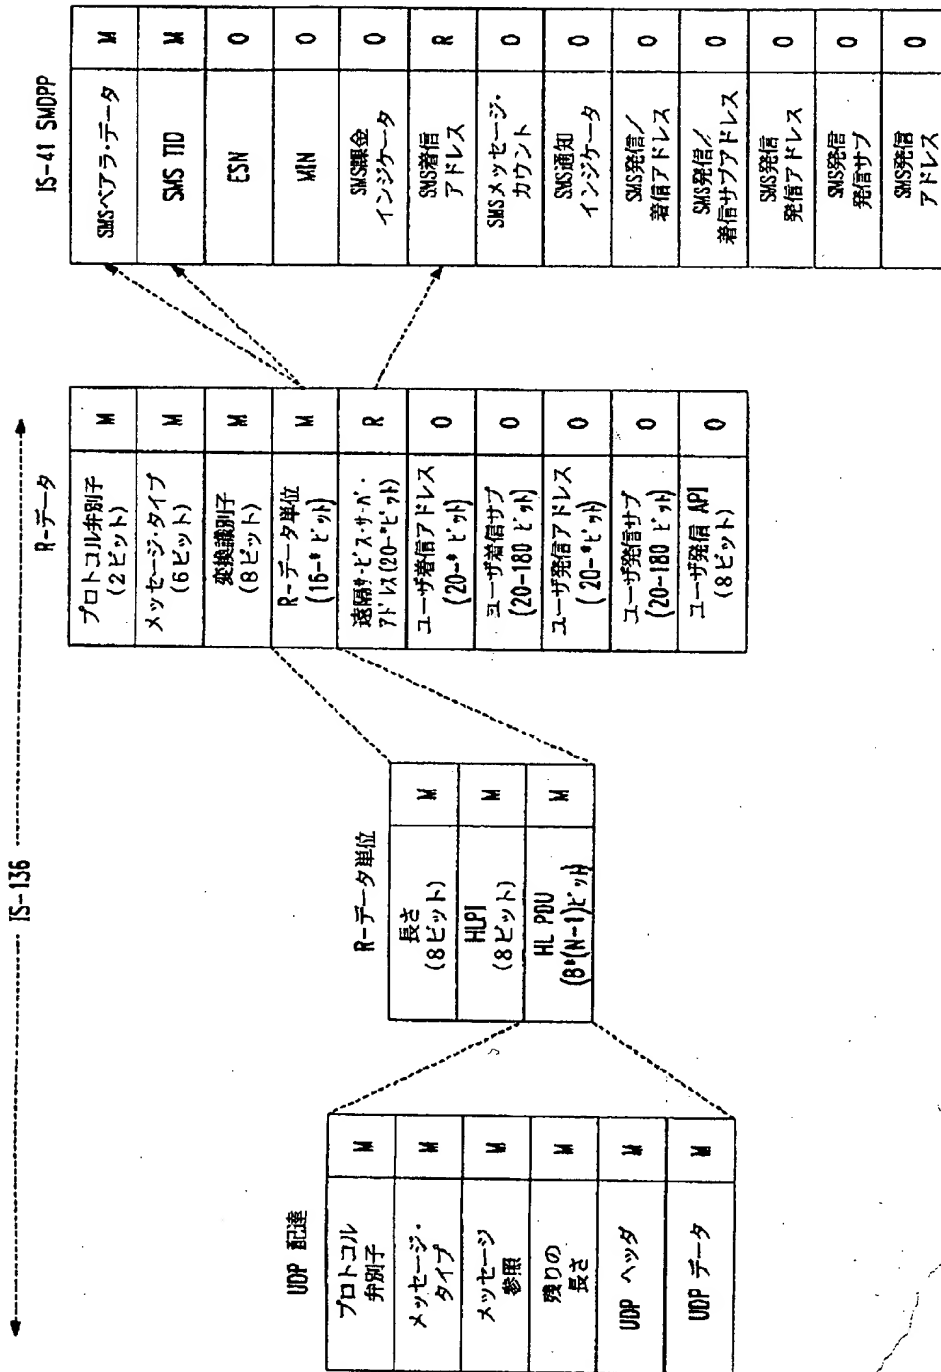 IS-136
UDP 配達
プロトコル
弁別子
M
メッセージ・
タイプ
M
メッセージ
参照
M
残りの
長さ
M
UDP ヘッダ
M
UDP データ
M
R-データ単位
長さ
(8ビット)
M
HLPI
(8ビット)
M
HL PDU
(8*(N-1)ビット)
M
R-データ
プロトコル弁別子
(2ビット)
M
メッセージ・タイプ
(6ビット)
M
変換識別子
(8ビット)
M
R-データ単位
(16-*ビット)
M
遠隔サービス・サーバ・
アドレス(20-*ビット)
R
ユーザ着信アドレス
(20-*ビット)
O
ユーザ着信サブ
(20-180 ビット)
O
ユーザ発信アドレス
(20-*ビット)
O
ユーザ発信サブ
(20-180 ビット)
O
ユーザ発信 API
(8ビット)
O
IS-41 SMDPP
SMSベアラ・データ
M
SMS TID
M
ESN
O
MIN
O
SMS課金
インジケータ
O
SMS着信
アドレス
R
SMSメッセージ・
カウント
O
SMS通知
インジケータ
O
SMS発信/
着信アドレス
O
SMS発信/
着信サブアドレス
O
SMS発信
発信アドレス
O
SMS発信
発信サブ
O
SMS発信
アドレス
O